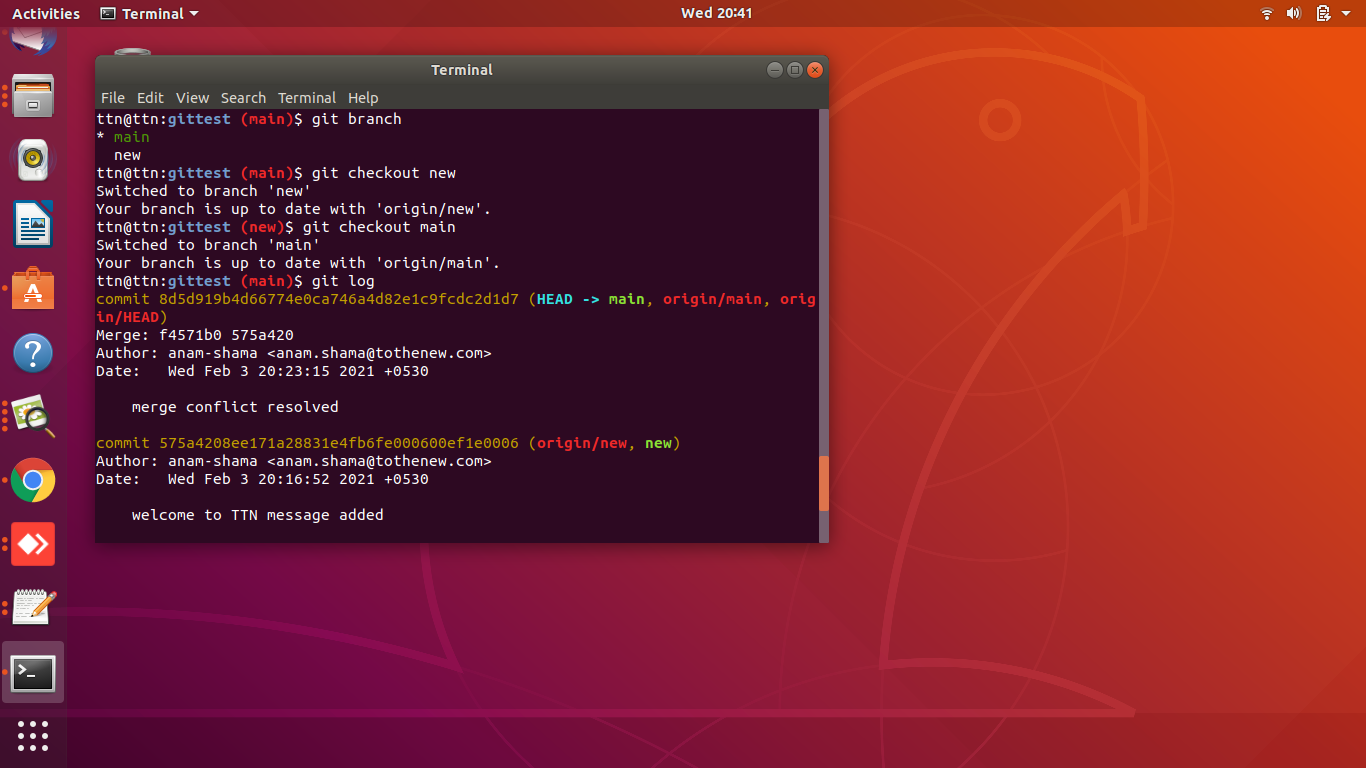 Activities Terminal Wed 20:41
Terminal
File Edit View Search Terminal Help
ttn@ttn:gittest (main)$ git branch
* main
  new
ttn@ttn:gittest (main)$ git checkout new
Switched to branch 'new'
Your branch is up to date with 'origin/new'.
ttn@ttn:gittest (new)$ git checkout main
Switched to branch 'main'
Your branch is up to date with 'origin/main'.
ttn@ttn:gittest (main)$ git log
commit 8d5d919b4d66774e0ca746a4d82e1c9fcdc2d1d7 (HEAD -> main, origin/main, orig
in/HEAD)
Merge: f4571b0 575a420
Author: anam-shama <anam.shama@tothenew.com>
Date:   Wed Feb 3 20:23:15 2021 +0530
    merge conflict resolved
commit 575a4208ee171a28831e4fb6fe000600ef1e0006 (origin/new, new)
Author: anam-shama <anam.shama@tothenew.com>
Date:   Wed Feb 3 20:16:52 2021 +0530
    welcome to TTN message added